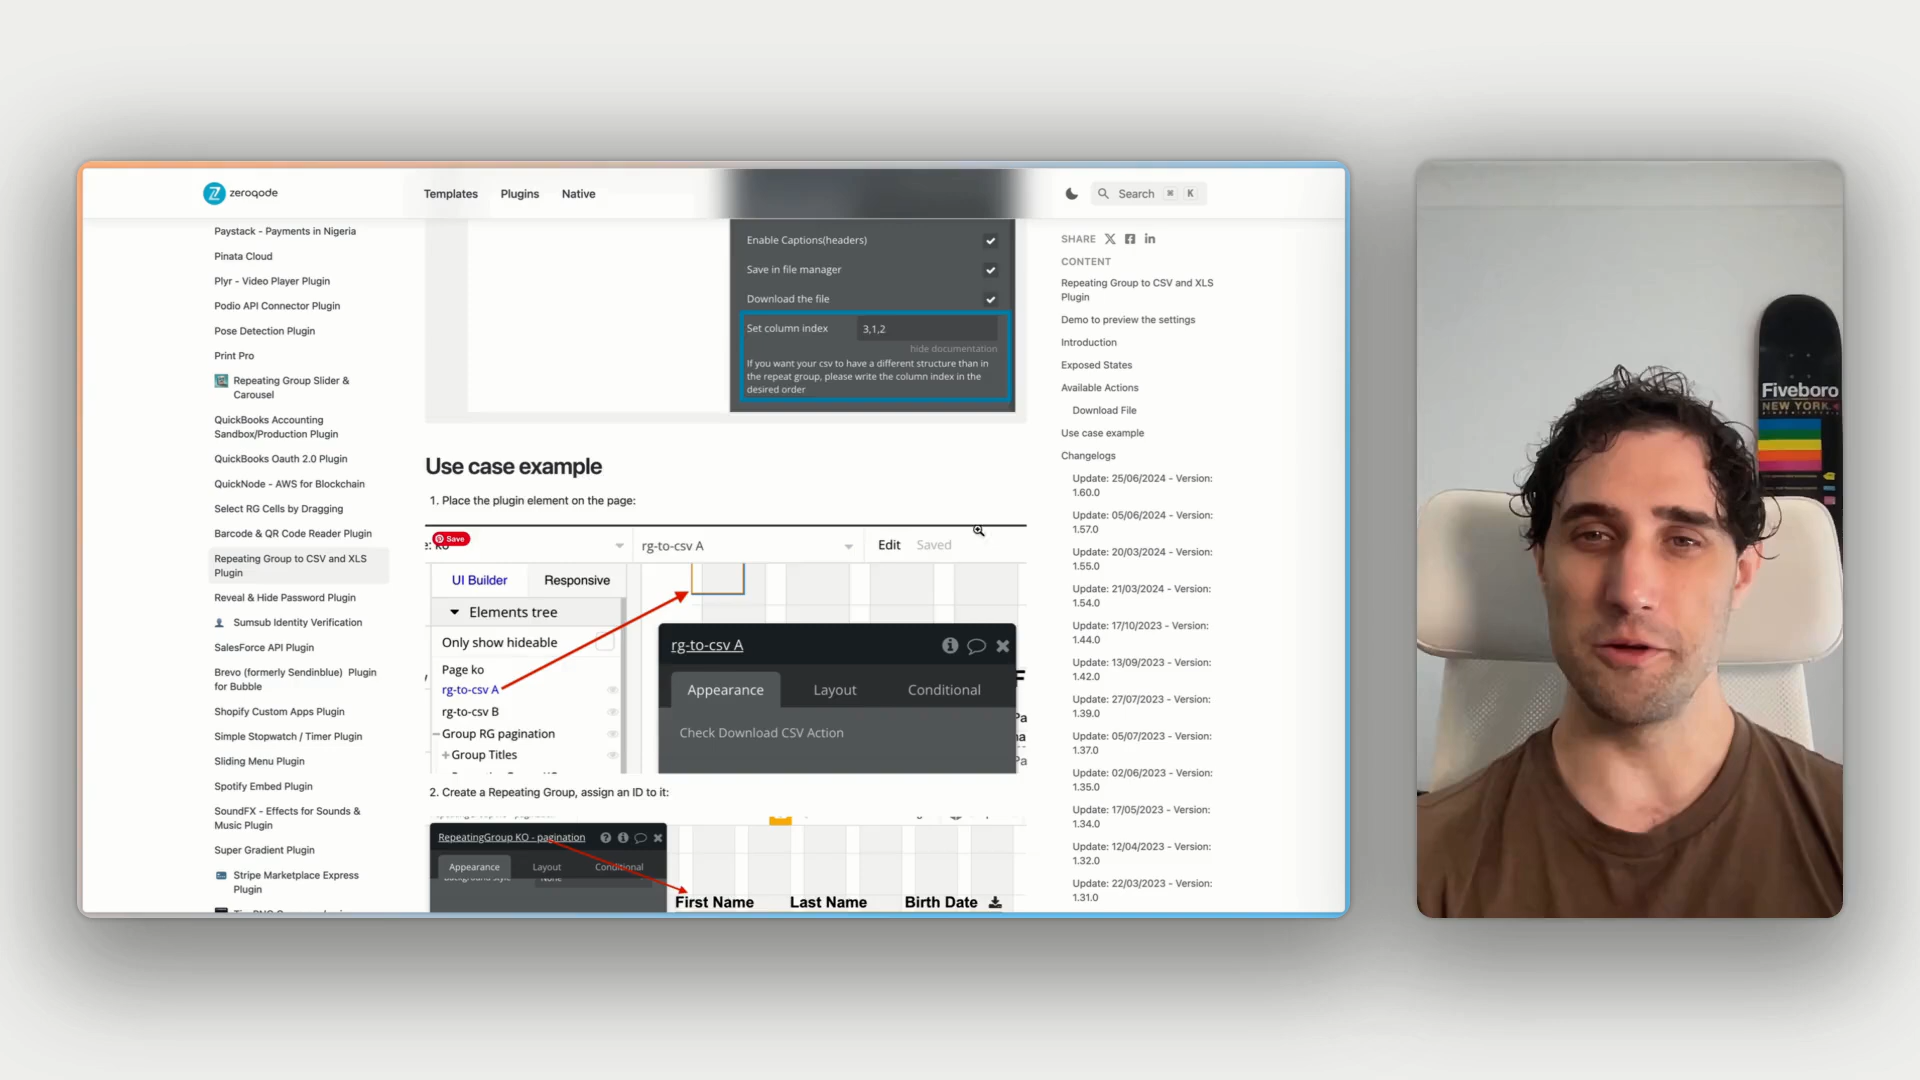 zeroqode
Templates
Plugins
Native
Search
⌘
K
Paystack - Payments in Nigeria
Pinata Cloud
Plyr - Video Player Plugin
Podio API Connector Plugin
Pose Detection Plugin
Print Pro
Repeating Group Slider &
Carousel
QuickBooks Accounting
Sandbox/Production Plugin
QuickBooks Oauth 2.0 Plugin
QuickNode - AWS for Blockchain
Select RG Cells by Dragging
Barcode & QR Code Reader Plugin
Repeating Group to CSV and XLS
Plugin
Reveal & Hide Password Plugin
Sumsub Identity Verification
SalesForce API Plugin
Brevo (formerly Sendinblue) Plugin
for Bubble
Shopify Custom Apps Plugin
Simple Stopwatch / Timer Plugin
Sliding Menu Plugin
Spotify Embed Plugin
SoundFX - Effects for Sounds &
Music Plugin
Super Gradient Plugin
Stripe Marketplace Express
Plugin
Enable Captions(headers)
Save in file manager
Download the file
Set column index
3,1,2
hide documentation
If you want your csv to have a different structure than in
the repeat group, please write the column index in the
desired order
Use case example
1. Place the plugin element on the page:
Save
rg-to-csv A
Edit
Saved
UI Builder
Responsive
Elements tree
Only show hideable
Page ko
rg-to-csv A
rg-to-csv B
Group RG pagination
Group Titles
rg-to-csv A
Appearance
Layout
Conditional
Check Download CSV Action
2. Create a Repeating Group, assign an ID to it:
RepeatingGroup KO - pagination
Appearance
Layout
Conditional
None
First Name
Last Name
Birth Date
SHARE
CONTENT
Repeating Group to CSV and XLS
Plugin
Demo to preview the settings
Introduction
Exposed States
Available Actions
Download File
Use case example
Changelogs
Update: 25/06/2024 - Version:
1.60.0
Update: 05/06/2024 - Version:
1.57.0
Update: 20/03/2024 - Version:
1.55.0
Update: 21/03/2024 - Version:
1.54.0
Update: 17/10/2023 - Version:
1.44.0
Update: 13/09/2023 - Version:
1.42.0
Update: 27/07/2023 - Version:
1.39.0
Update: 05/07/2023 - Version:
1.37.0
Update: 02/06/2023 - Version:
1.35.0
Update: 17/05/2023 - Version:
1.34.0
Update: 12/04/2023 - Version:
1.32.0
Update: 22/03/2023 - Version:
1.31.0
Fiveboro
NEW YORK